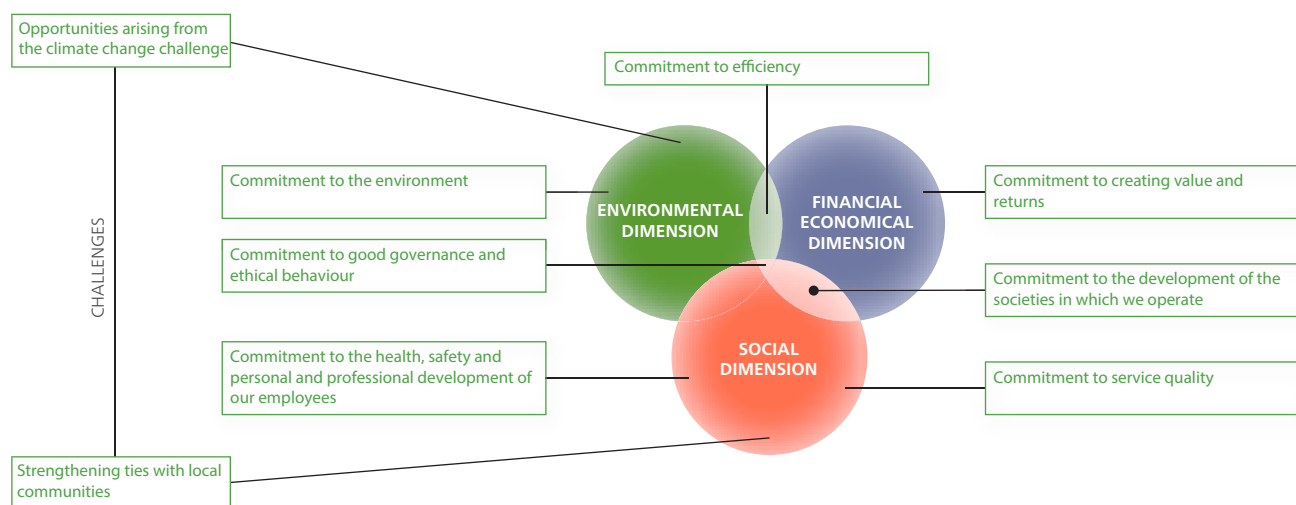 Opportunities arising from
the climate change challenge
Commitment to efficiency
Commitment to the environment
Commitment to creating value and
returns
ENVIRONMENTAL
DIMENSION
FINANCIAL
ECONOMICAL
DIMENSION
CHALLENGES
Commitment to good governance and
ethical behaviour
Commitment to the development of the
societies in which we operate
Commitment to the health, safety and
personal and professional development of
our employees
SOCIAL
DIMENSION
Commitment to service quality
Strengthening ties with local
communities